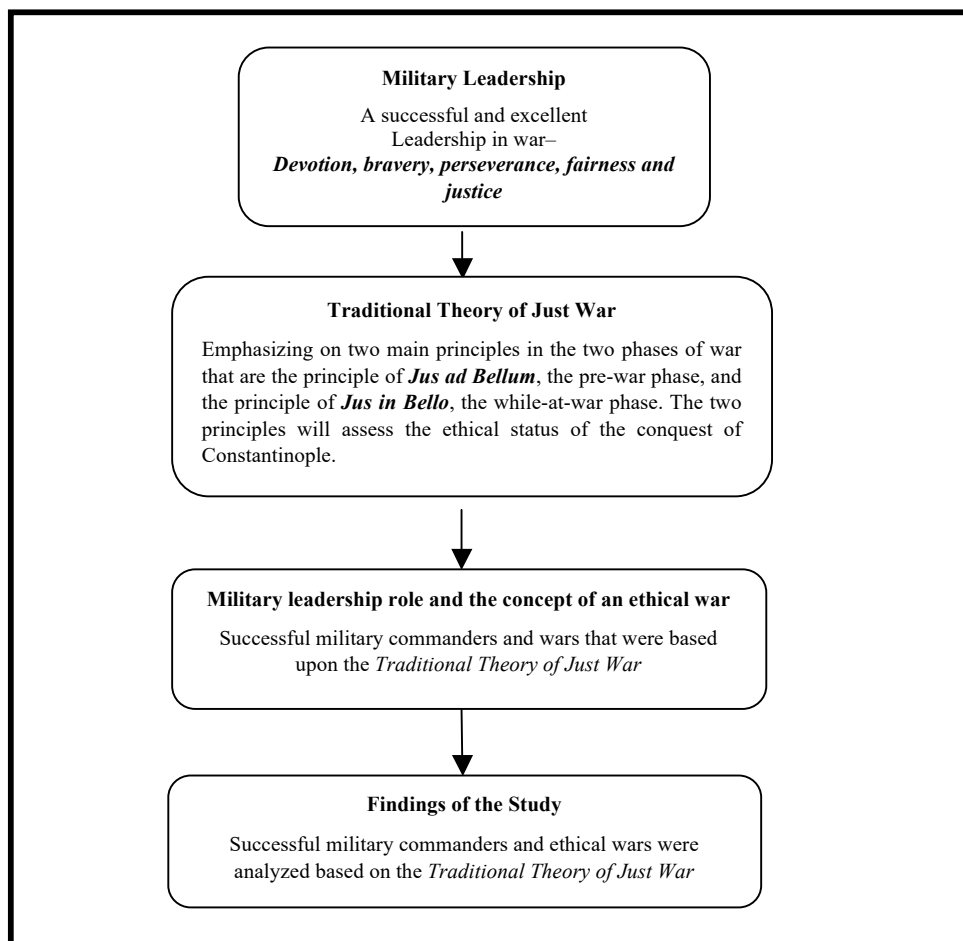 Military Leadership
A successful and excellent
Leadership in war–
Devotion, bravery, perseverance, fairness and
justice
Traditional Theory of Just War
Emphasizing on two main principles in the two phases of war
that are the principle of Jus ad Bellum, the pre-war phase, and
the principle of Jus in Bello, the while-at-war phase. The two
principles will assess the ethical status of the conquest of
Constantinople.
Military leadership role and the concept of an ethical war
Successful military commanders and wars that were based
upon the Traditional Theory of Just War
Findings of the Study
Successful military commanders and ethical wars were
analyzed based on the Traditional Theory of Just War